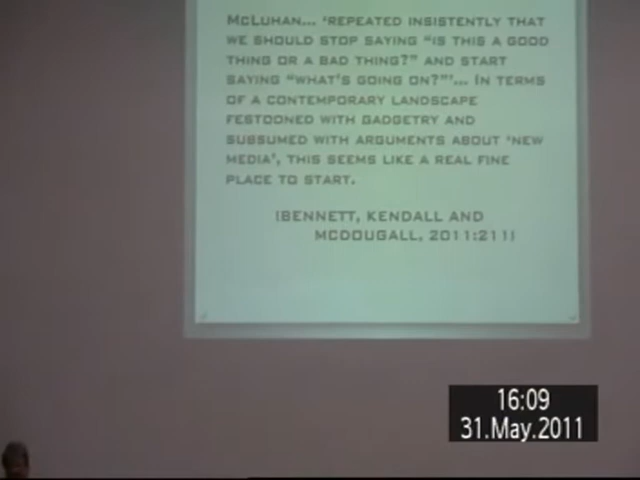 McLuhan... 'repeated insistently that
we should stop saying "is this a good
thing or a bad thing?" and start
saying "what's going on?"'... In terms
of a contemporary landscape
festooned with gadgetry and
subsumed with arguments about 'new
media', this seems like a real fine
place to start.
(Bennett, Kendall and
McDougall, 2011:211)
16:09
31.May.2011